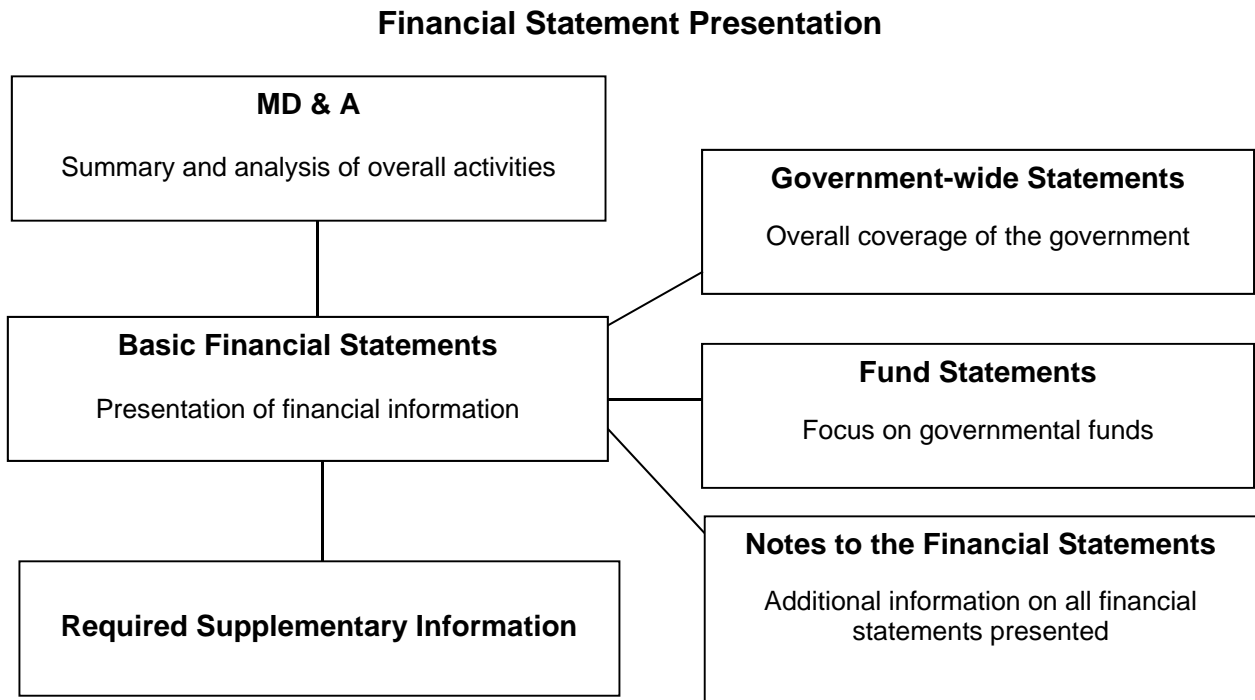 Financial Statement Presentation
MD & A
Summary and analysis of overall activities
Government-wide Statements
Overall coverage of the government
Basic Financial Statements
Presentation of financial information
Fund Statements
Focus on governmental funds
Notes to the Financial Statements
Additional information on all financial
statements presented
Required Supplementary Information